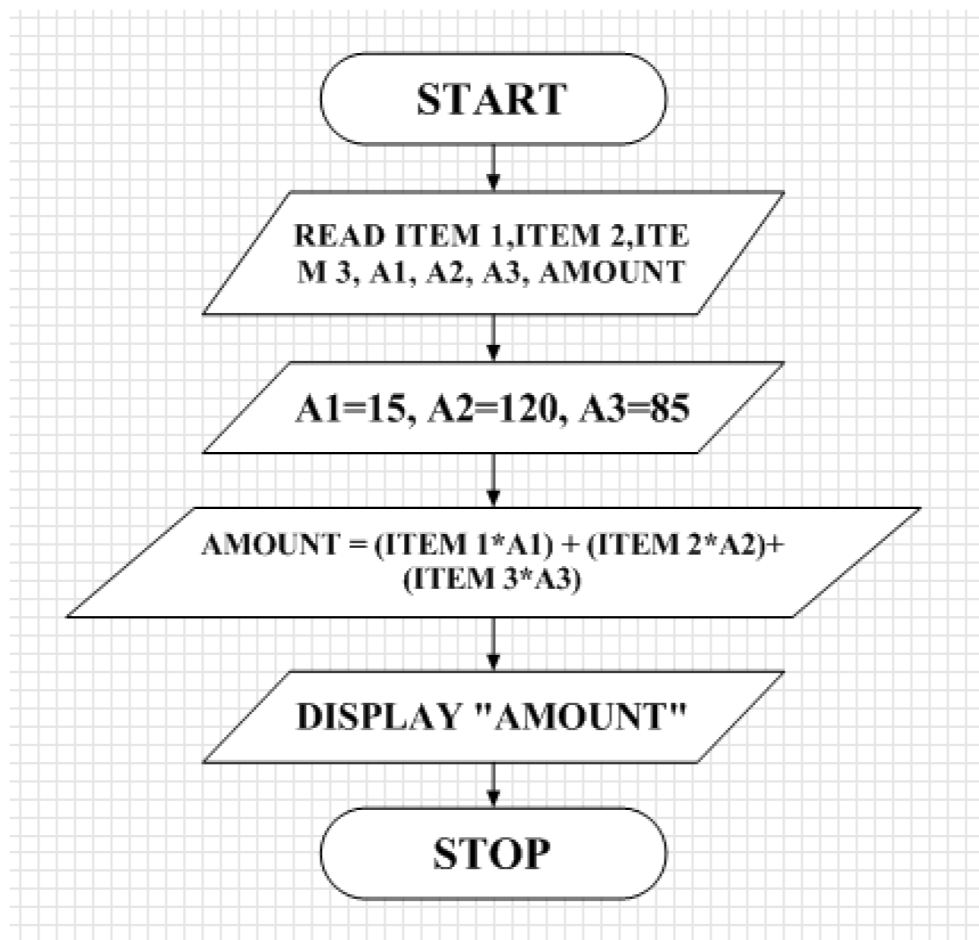 START
READ ITEM 1,ITEM 2,ITE
M 3, A1, A2, A3, AMOUNT
A1=15, A2=120, A3=85
AMOUNT = (ITEM 1*A1) + (ITEM 2*A2)+
(ITEM 3*A3)
DISPLAY "AMOUNT"
STOP